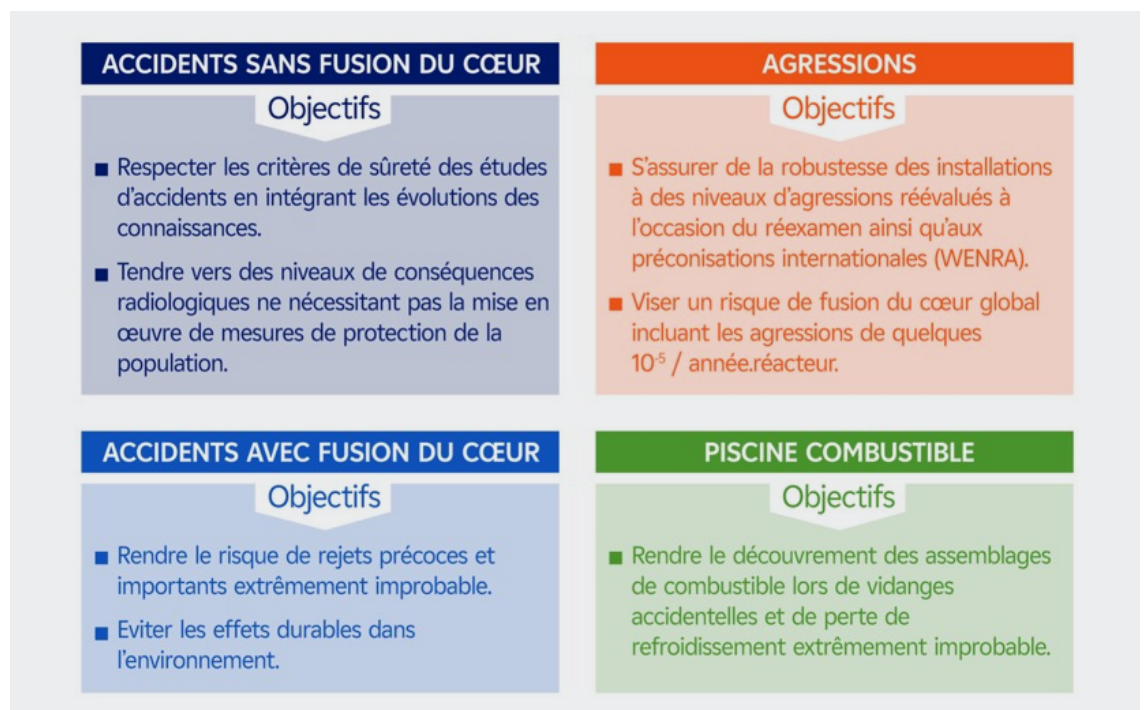 ACCIDENTS SANS FUSION DU CŒUR
Objectifs
■ Respecter les critères de sûreté des études
d’accidents en intégrant les évolutions des
connaissances.
■ Tendre vers des niveaux de conséquences
radiologiques ne nécessitant pas la mise en
œuvre de mesures de protection de la
population.
AGRESSIONS
Objectifs
■ S’assurer de la robustesse des installations
à des niveaux d’agressions réévalués à
l’occasion du réexamen ainsi qu’aux
préconisations internationales (WENRA).
■ Viser un risque de fusion du cœur global
incluant les agressions de quelques
10⁻⁵ / année.réacteur.
ACCIDENTS AVEC FUSION DU CŒUR
Objectifs
■ Rendre le risque de rejets précoces et
importants extrêmement improbable.
■ Eviter les effets durables dans
l’environnement.
PISCINE COMBUSTIBLE
Objectifs
■ Rendre le découvrement des assemblages
de combustible lors de vidanges
accidentelles et de perte de
refroidissement extrêmement improbable.